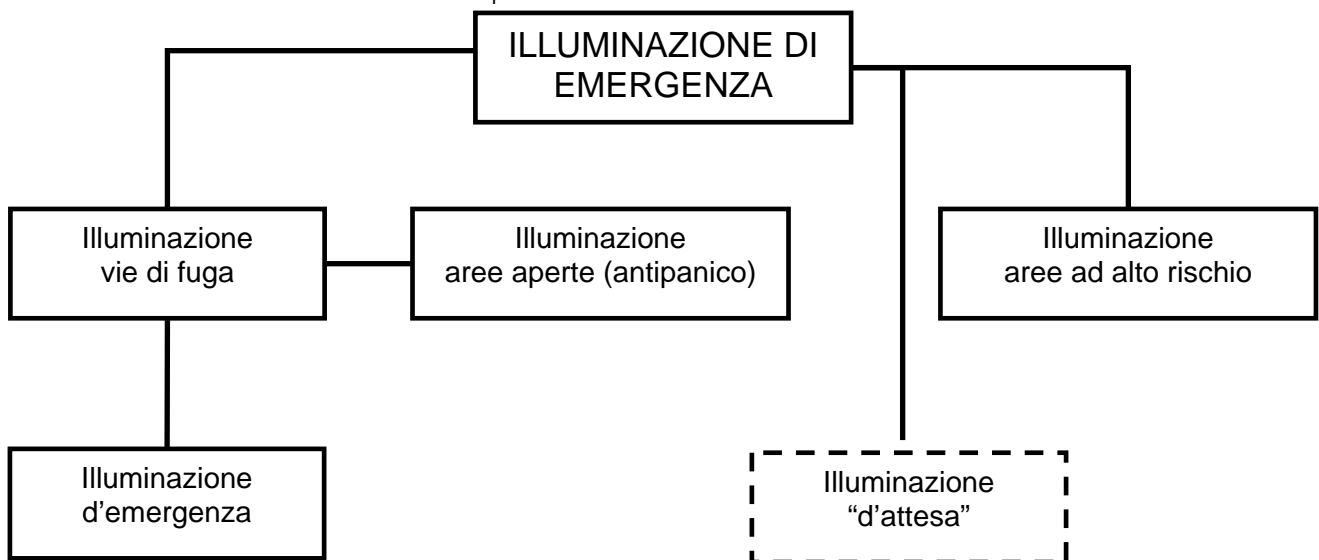 ILLUMINAZIONE DI
EMERGENZA
Illuminazione
vie di fuga
Illuminazione
aree aperte (antipanico)
Illuminazione
aree ad alto rischio
Illuminazione
d’emergenza
Illuminazione
“d’attesa”